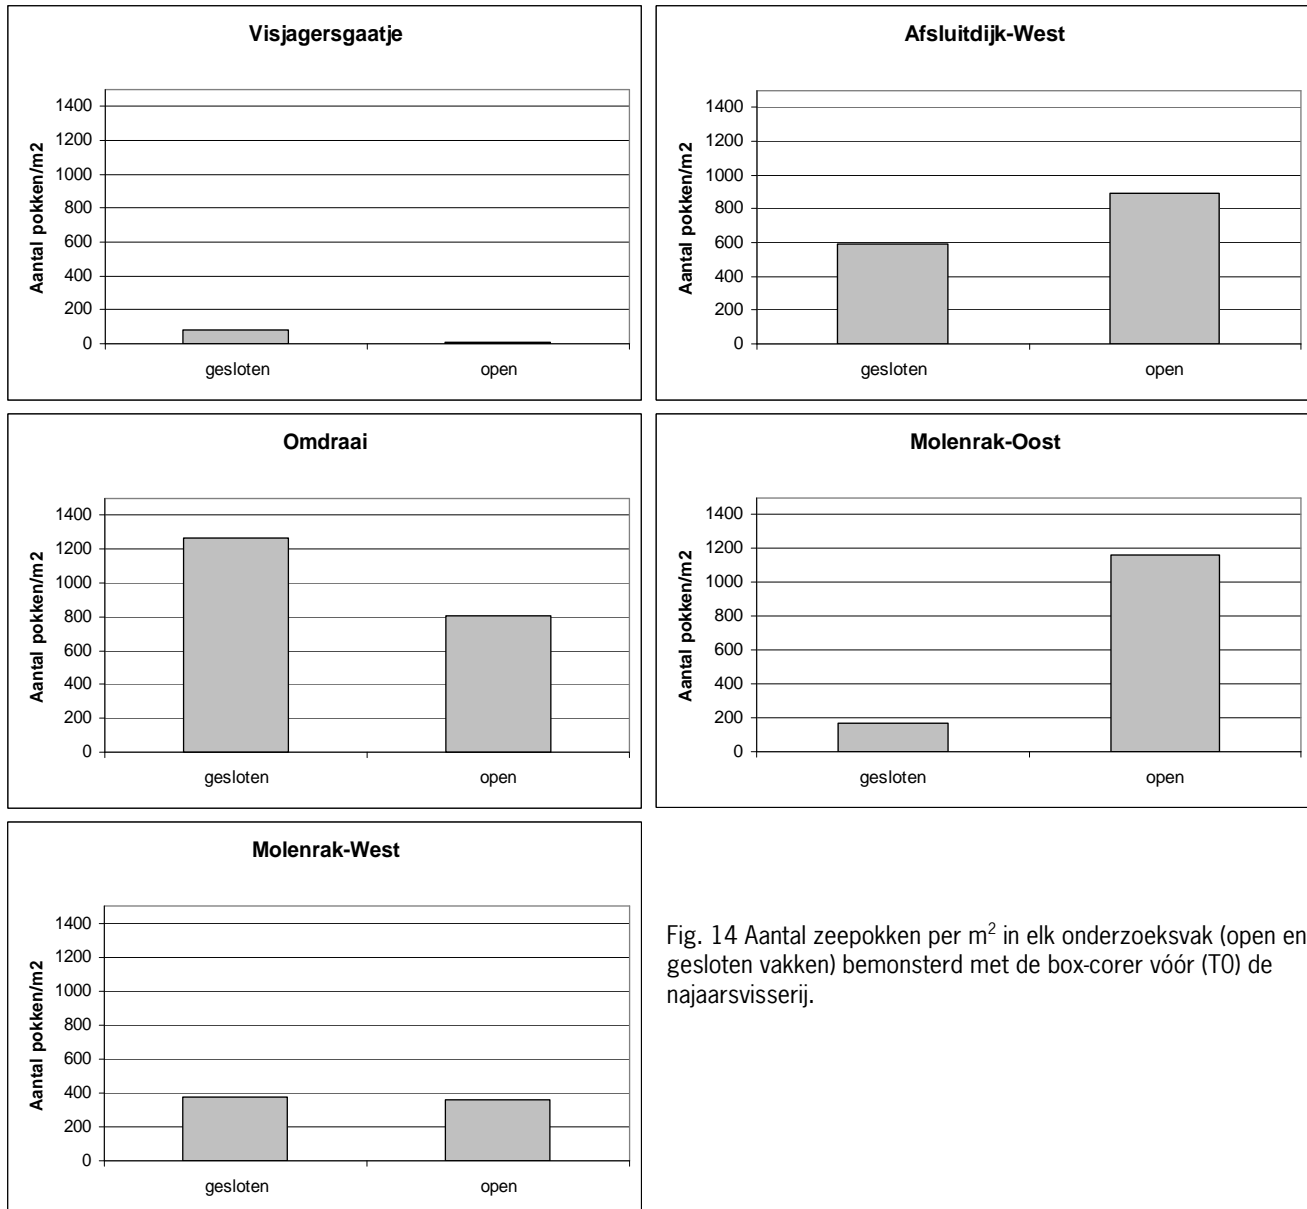 Visjagersgaatje
Aantal pokken/m2
1400
1200
1000
800
600
400
200
0
gesloten open
Afsluitdijk-West
Aantal pokken/m2
1400
1200
1000
800
600
400
200
0
gesloten open
Omdraai
Aantal pokken/m2
1400
1200
1000
800
600
400
200
0
gesloten open
Molenrak-Oost
Aantal pokken/m2
1400
1200
1000
800
600
400
200
0
gesloten open
Molenrak-West
Aantal pokken/m2
1400
1200
1000
800
600
400
200
0
gesloten open
Fig. 14 Aantal zeepokken per m² in elk onderzoeksvak (open en
gesloten vakken) bemonsterd met de box-corer vóór (T0) de
najaarsvisserij.